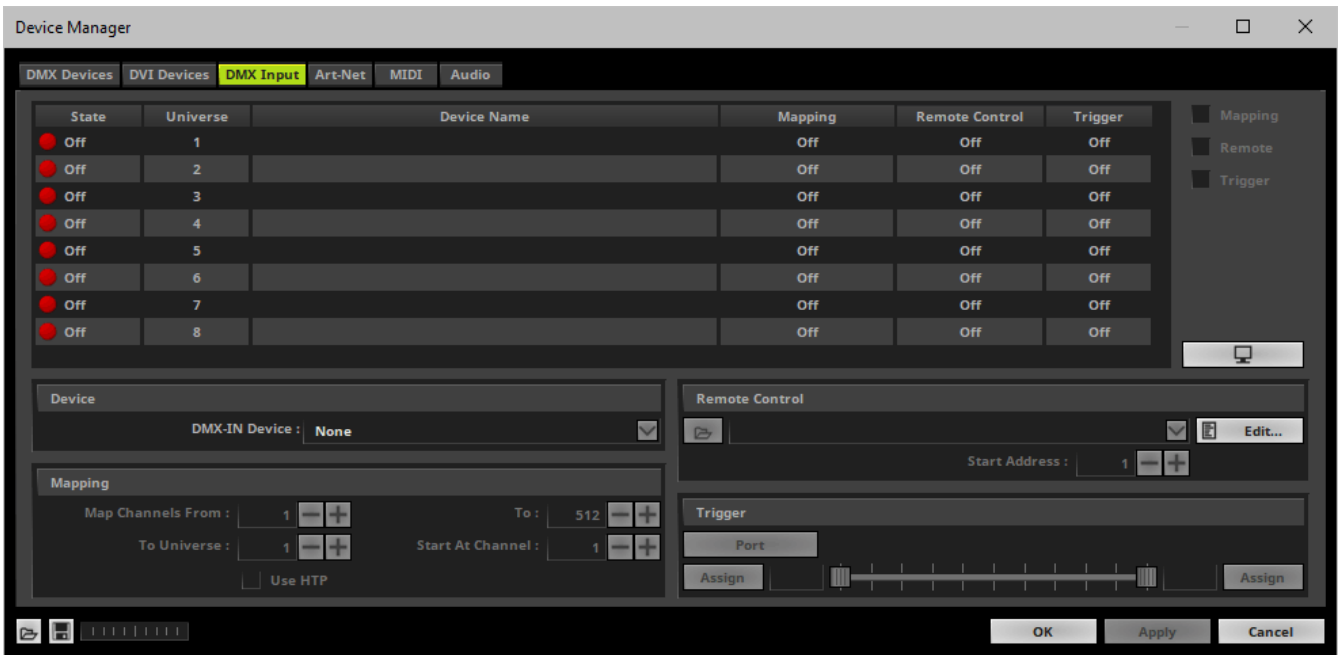 Device Manager
DMX Devices DVI Devices DMX Input Art-Net MIDI Audio
State Universe Device Name Mapping Remote Control Trigger
Off 1 Off Off Off
Off 2 Off Off Off
Off 3 Off Off Off
Off 4 Off Off Off
Off 5 Off Off Off
Off 6 Off Off Off
Off 7 Off Off Off
Off 8 Off Off Off
Mapping
Remote
Trigger
Device
DMX-IN Device : None
Mapping
Map Channels From : 1 To : 512
To Universe : 1 Start At Channel : 1
Use HTP
Remote Control
Edit...
Start Address : 1
Trigger
Port
Assign Assign
OK Apply Cancel